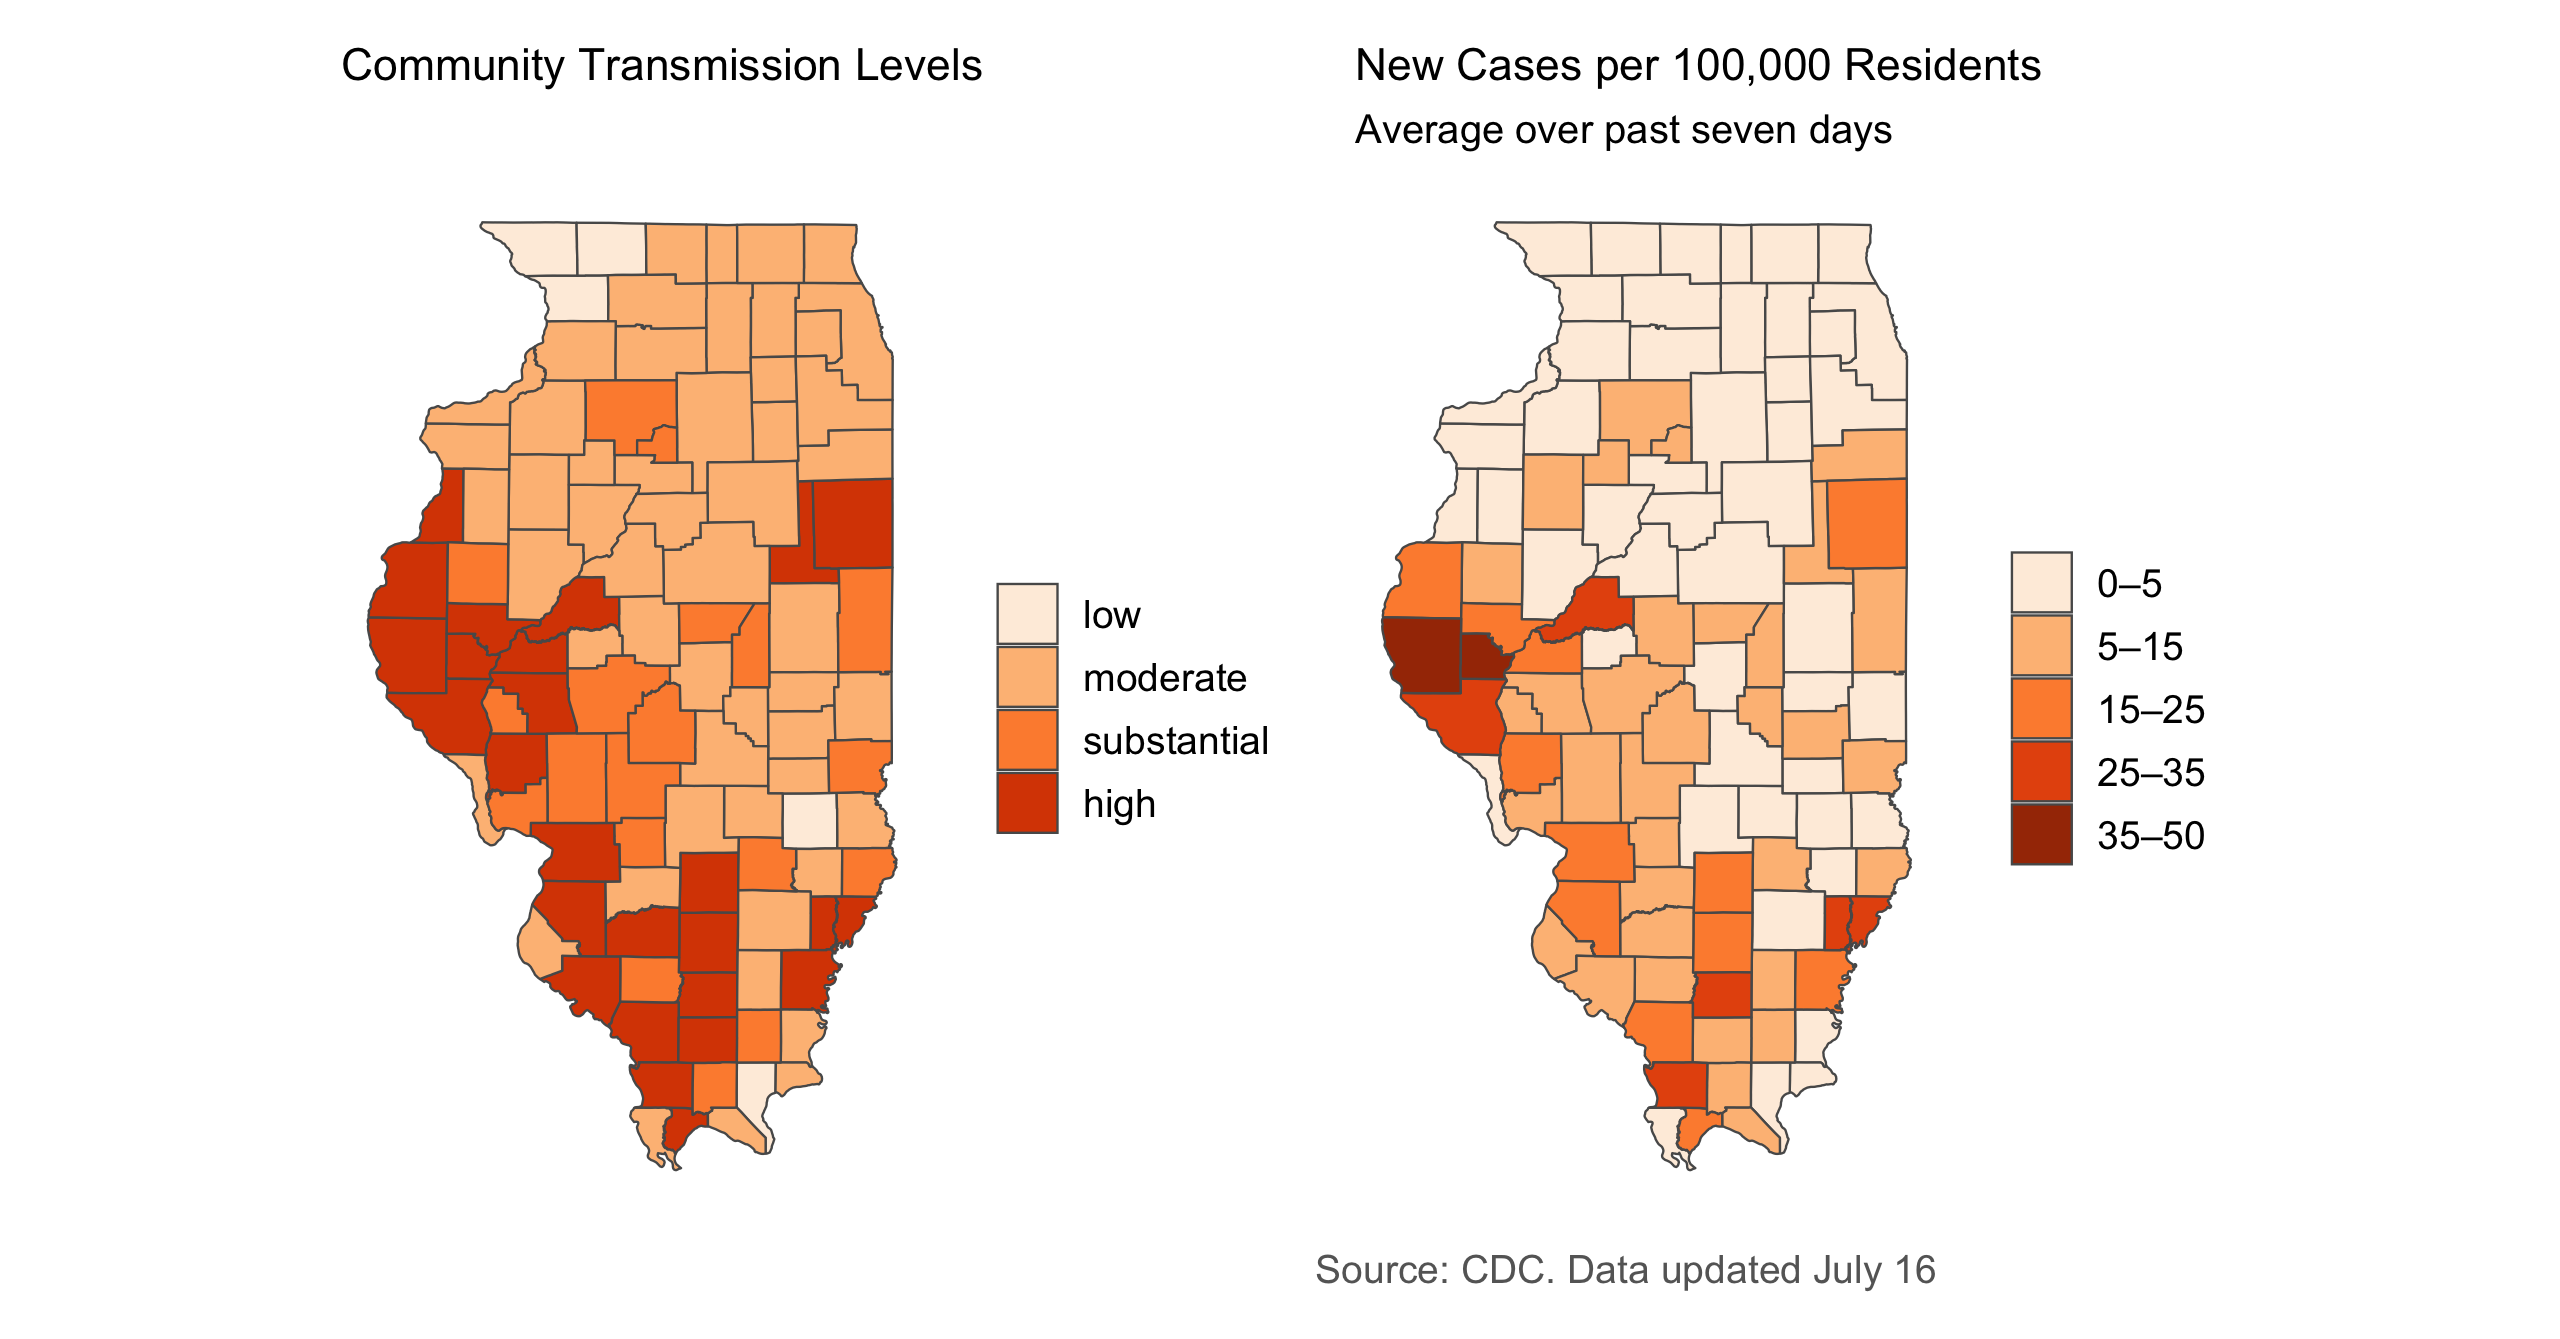 Community Transmission Levels
low
moderate
substantial
high
New Cases per 100,000 Residents
Average over past seven days
0–5
5–15
15–25
25–35
35–50
Source: CDC. Data updated July 16